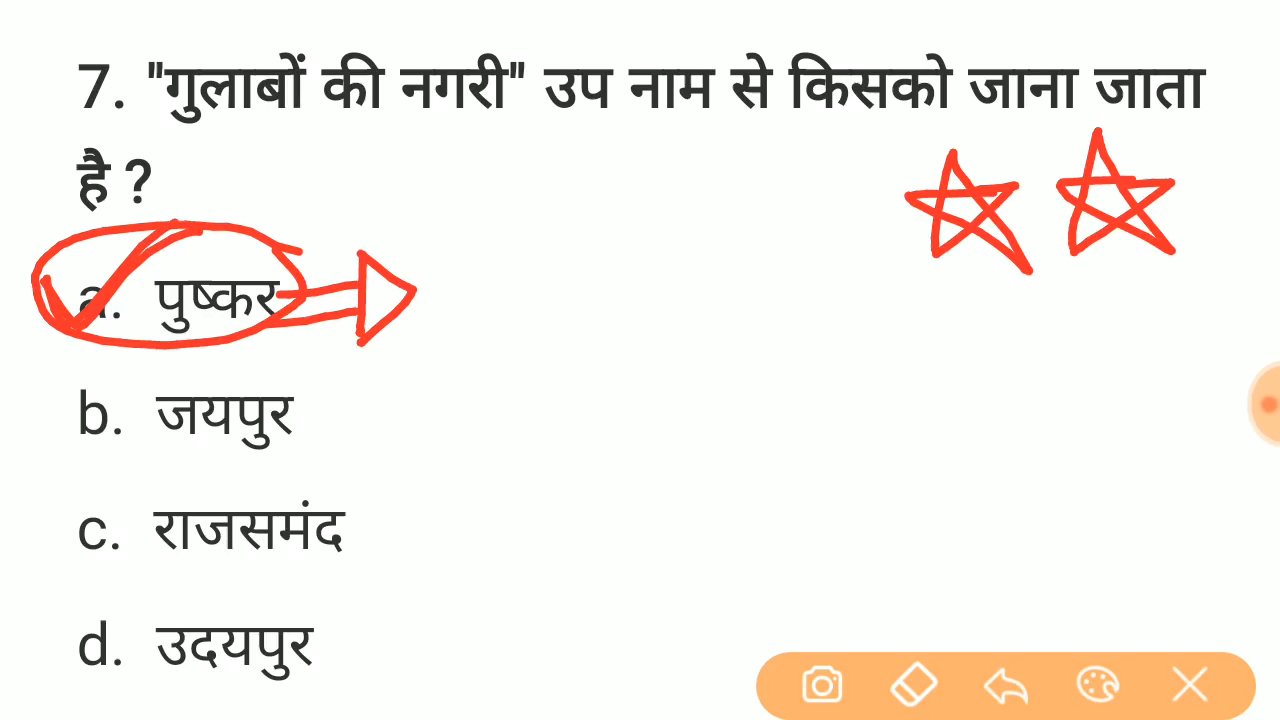 7. "गुलाबों की नगरी" उप नाम से किसको जाना जाता
है ?
a. पुष्कर
b. जयपुर
c. राजसमंद
d. उदयपुर